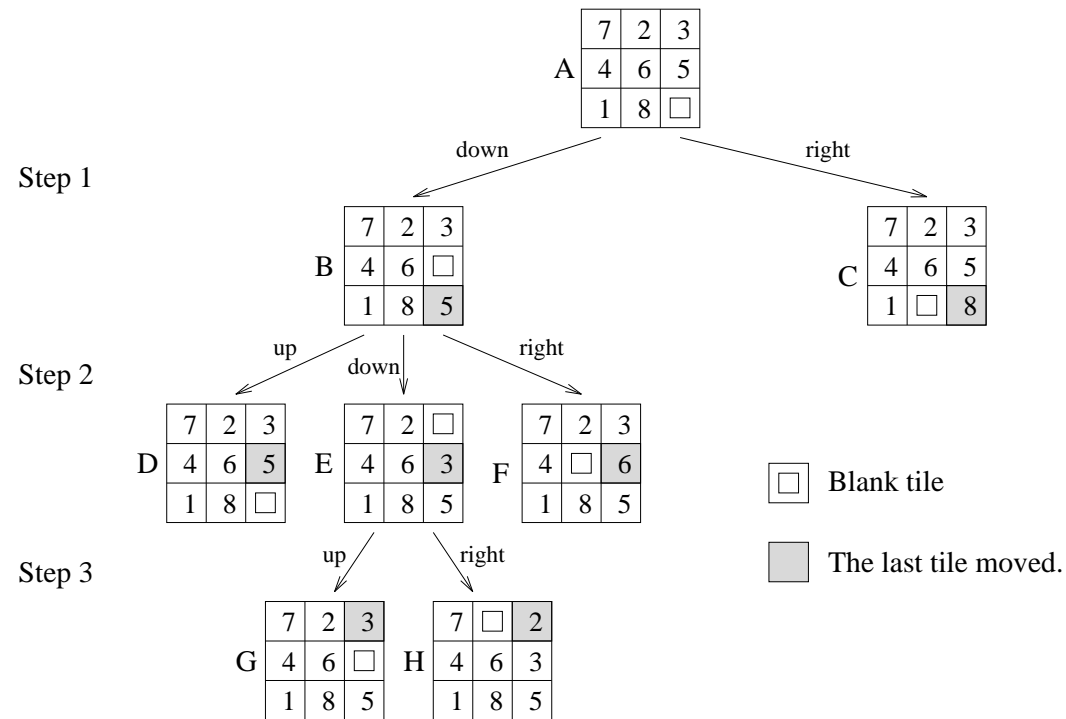 7 2 3
A 4 6 5
1 8
down right
Step 1
7 2 3 7 2 3
B 4 6 C 4 6 5
1 8 5 1 8
up down right
Step 2
7 2 3 7 2 7 2 3
D 4 6 5 E 4 6 3 F 4 6
1 8 1 8 5 1 8 5
Blank tile
up right
Step 3
The last tile moved.
7 2 3 7 2
G 4 6 H 4 6 3
1 8 5 1 8 5